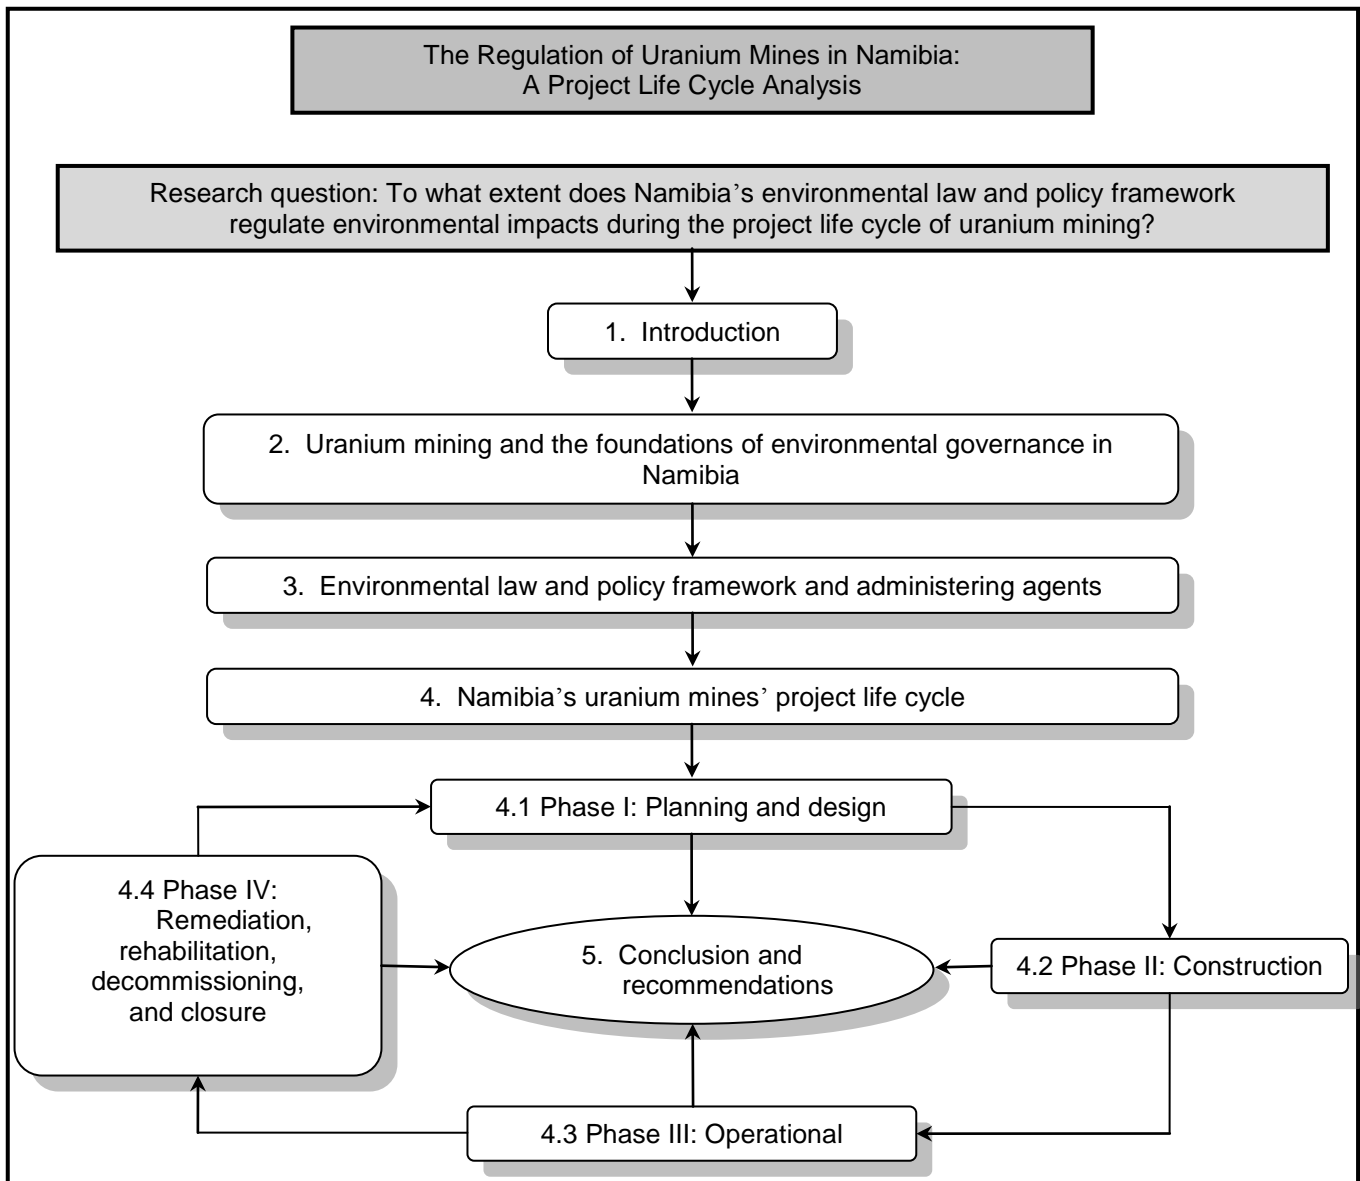 The Regulation of Uranium Mines in Namibia:
A Project Life Cycle Analysis
Research question: To what extent does Namibia’s environmental law and policy framework
regulate environmental impacts during the project life cycle of uranium mining?
1. Introduction
2. Uranium mining and the foundations of environmental governance in
Namibia
3. Environmental law and policy framework and administering agents
4. Namibia’s uranium mines’ project life cycle
4.1 Phase I: Planning and design
4.4 Phase IV:
Remediation,
rehabilitation,
decommissioning,
and closure
5. Conclusion and
recommendations
4.2 Phase II: Construction
4.3 Phase III: Operational